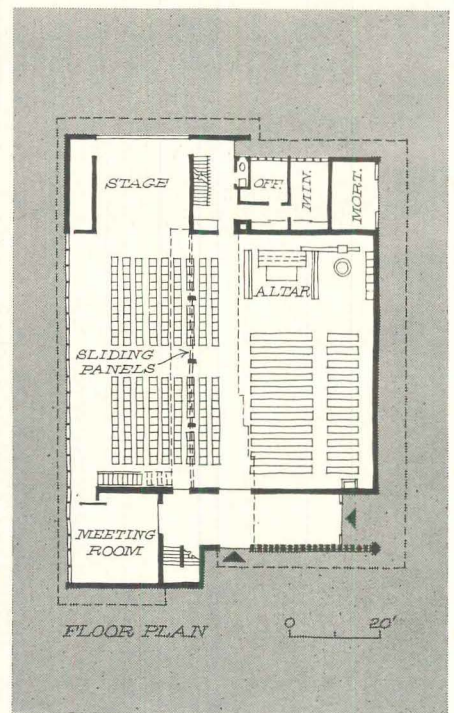 STAGE
OFF.
MIN.
MORT.
ALTAR
SLIDING
PANELS
MEETING
ROOM
FLOOR PLAN
0 20'